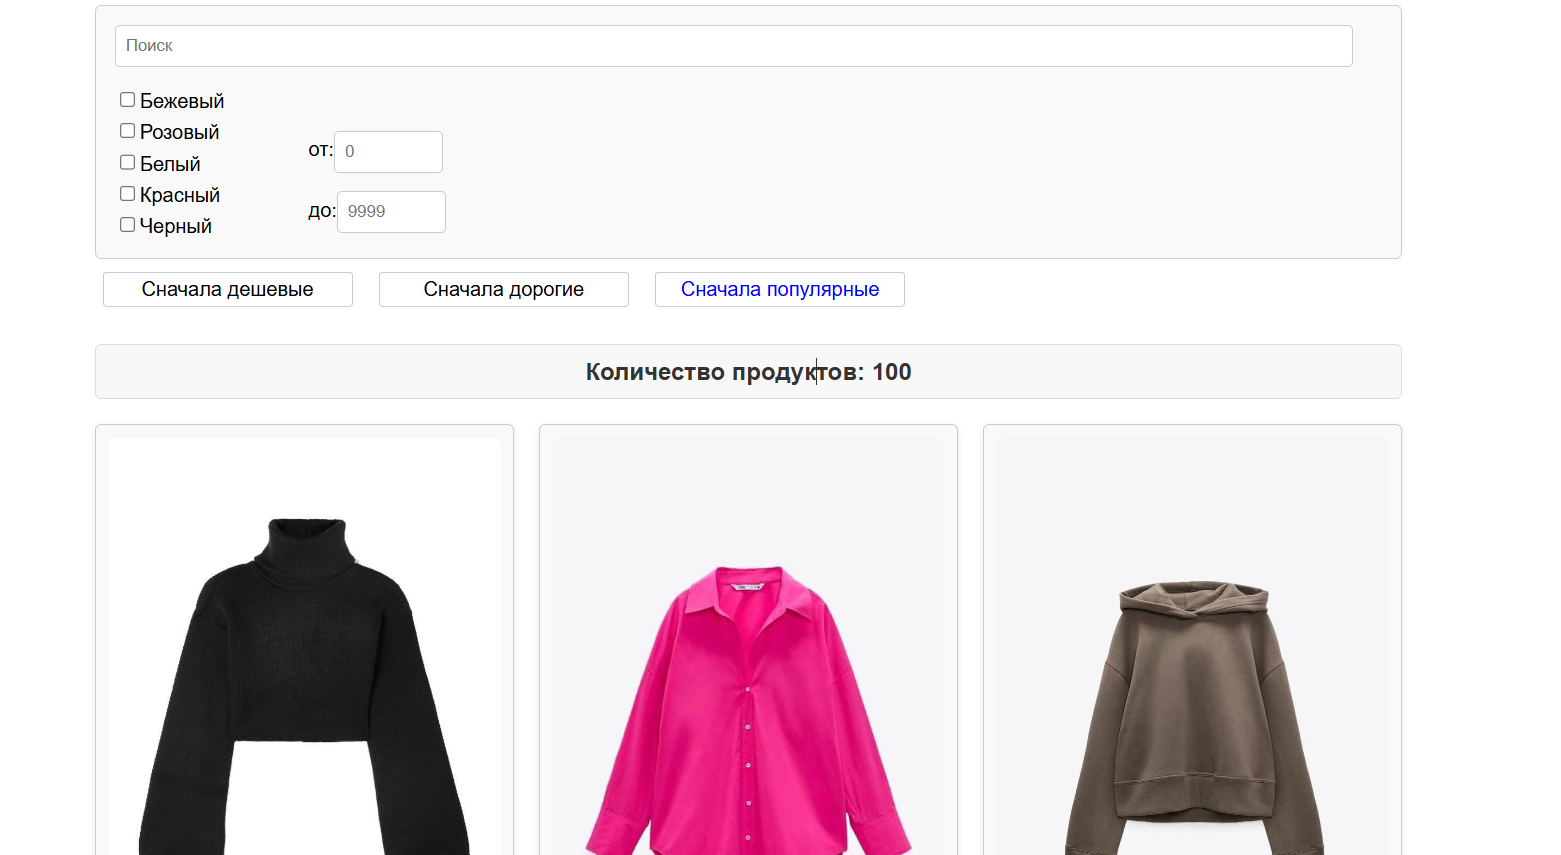 Поиск
Бежевый
Розовый
Белый
Красный
Черный
от: 0
до: 9999
Сначала дешевые
Сначала дорогие
Сначала популярные
Количество продуктов: 100